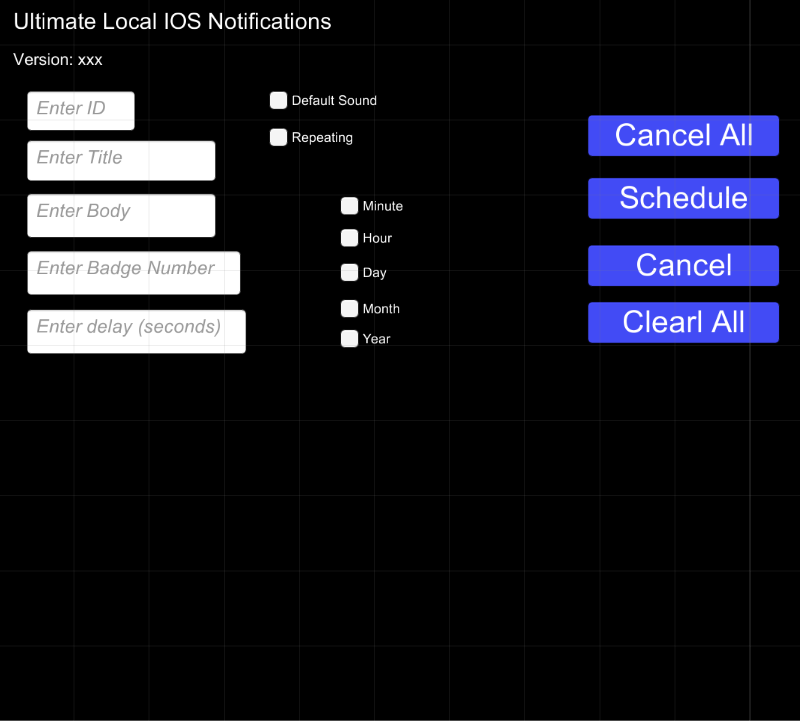 Ultimate Local IOS Notifications
Version: xxx
Enter ID
Enter Title
Enter Body
Enter Badge Number
Enter delay (seconds)
Default Sound
Repeating
Minute
Hour
Day
Month
Year
Cancel All
Schedule
Cancel
Clearl All